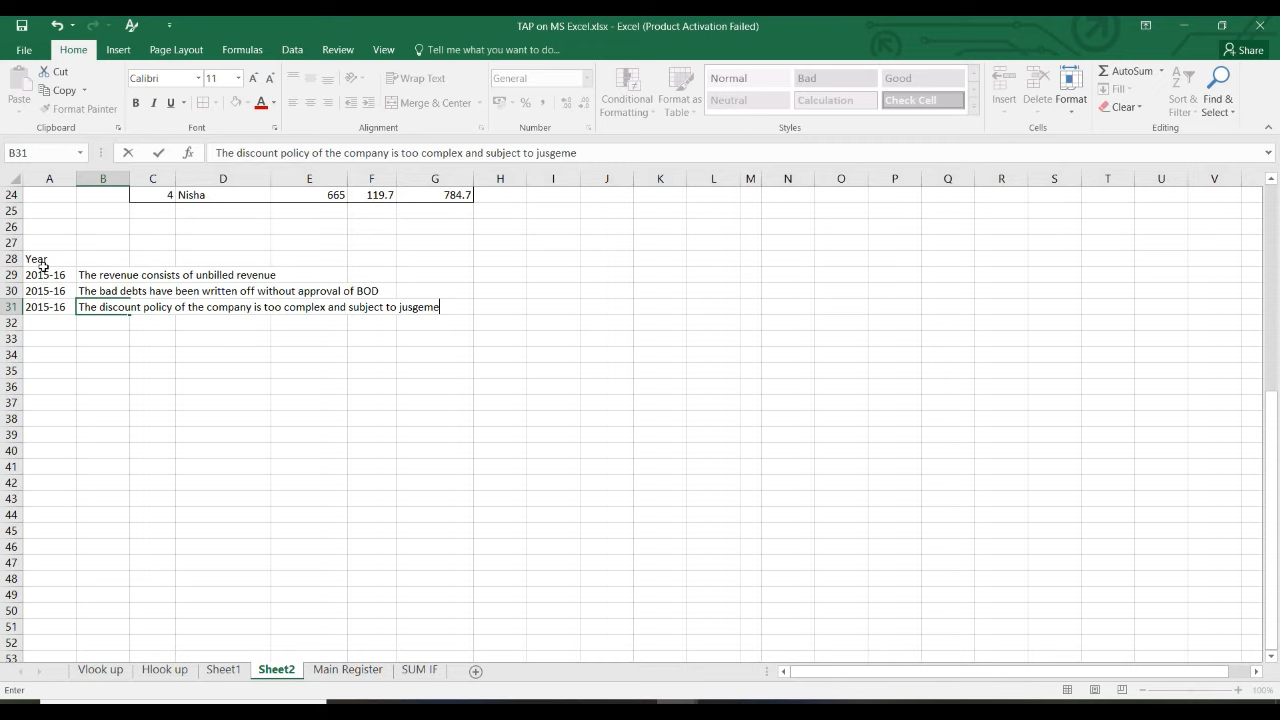 TAP on MS Excel.xlsx - Excel (Product Activation Failed)
File Home Insert Page Layout Formulas Data Review View Tell me what you want to do... Share
Paste Cut Copy Format Painter
Calibri 11
Wrap Text
Merge & Center
General
Conditional Formatting
Format as Table
Normal Bad Good
Neutral Calculation Check Cell
Insert Delete Format
AutoSum
Fill
Clear
Sort & Filter
Find & Select
Clipboard Font Alignment Number Styles Cells Editing
B31 fx The discount policy of the company is too complex and subject to jusgeme
A B C D E F G H I J K L M N O P Q R S T U V
24 4 Nisha 665 119.7 784.7
25
26
27
28 Year
29 2015-16 The revenue consists of unbilled revenue
30 2015-16 The bad debts have been written off without approval of BOD
31 2015-16 The discount policy of the company is too complex and subject to jusgeme
32
33
34
35
36
37
38
39
40
41
42
43
44
45
46
47
48
49
50
51
52
53
Vlook up Hlook up Sheet1 Sheet2 Main Register SUM IF
Enter 100%